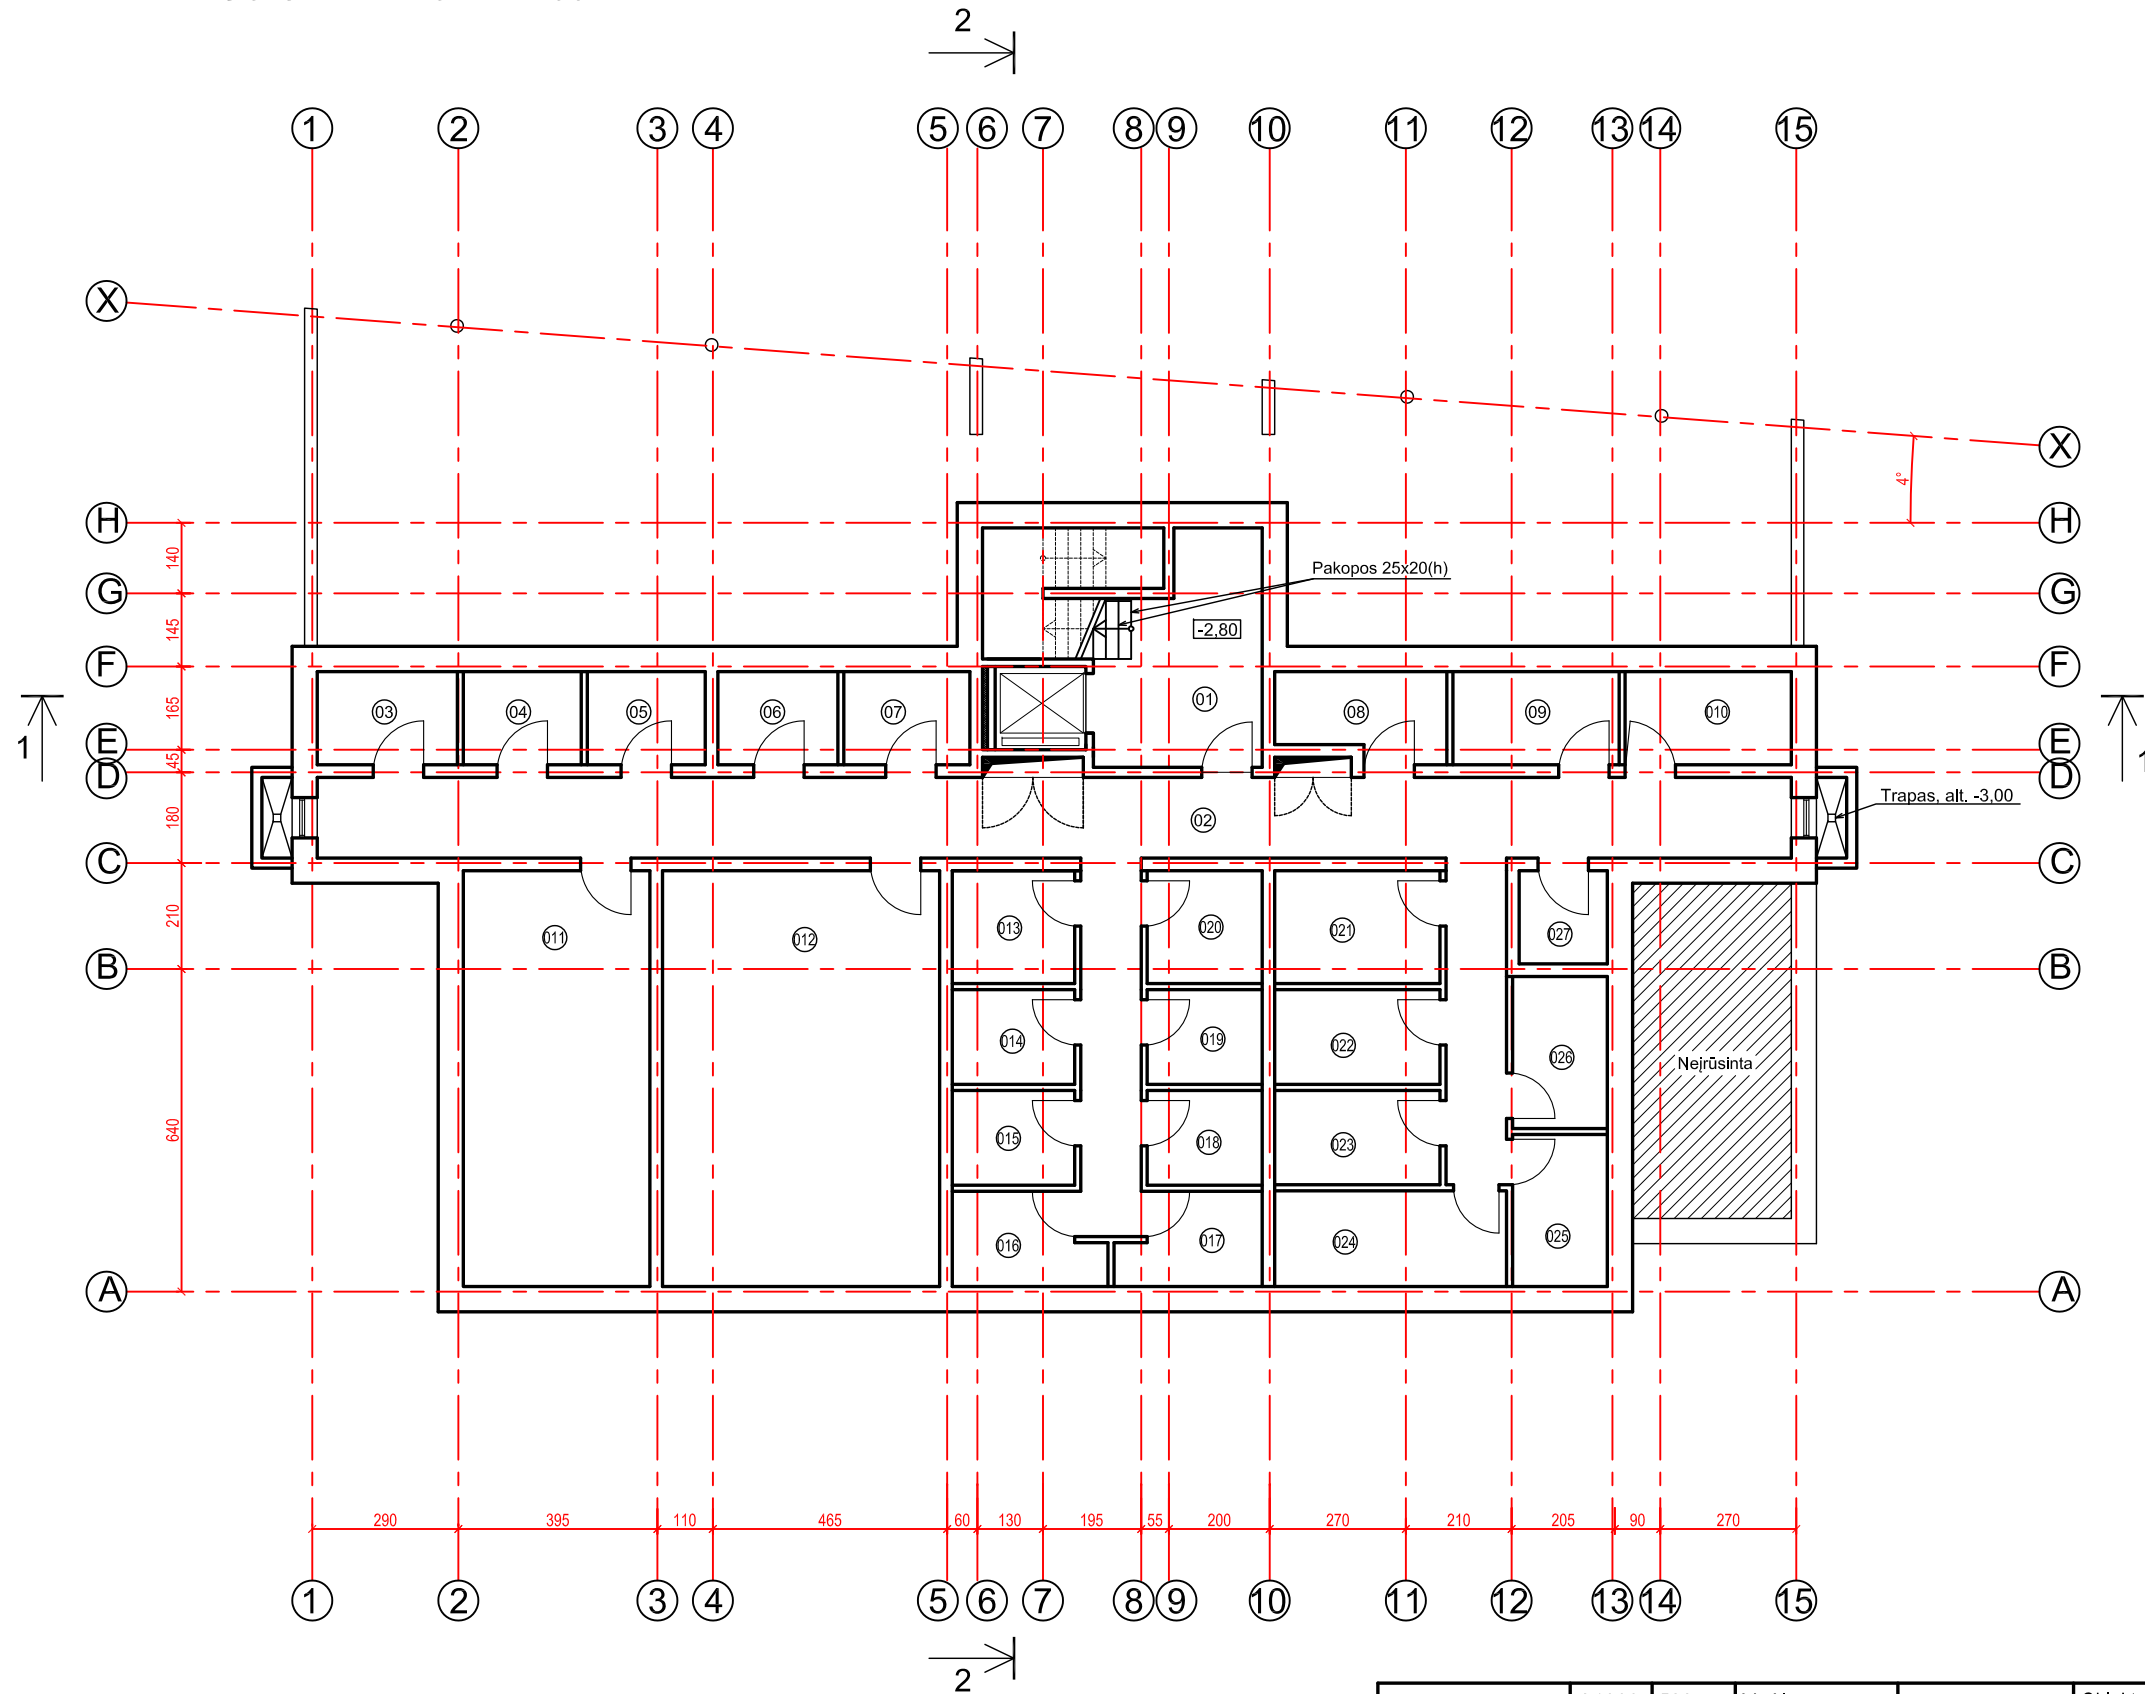 2
1 2 3 4 5 6 7 8 9 10 11 12 13 14 15
X
X
4°
H H
140
Pakopos 25x20(h)
G G
145
-2,80
F F
165
03 04 05 06 07 01 08 09 010
1 1
E E
45
D D
Trapas, alt. -3,00
180
02
C C
210
011 012 013 020 021 027
B B
014 019 022 026
Neįrūsinta
640
015 018 023
016 017 024 025
A A
290 395 110 465 60 130 195 55 200 270 210 205 90 270
1 2 3 4 5 6 7 8 9 10 11 12 13 14 15
2